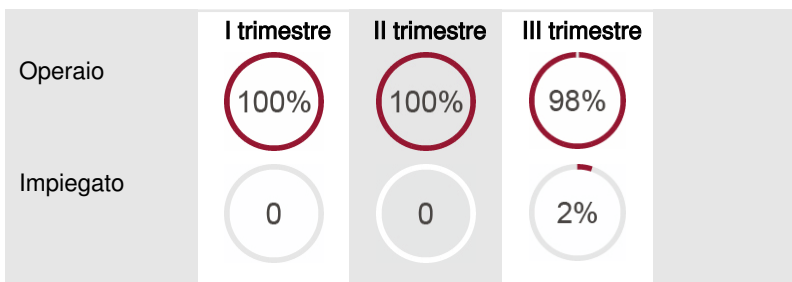 I trimestre II trimestre III trimestre
Operaio 100% 100% 98%
Impiegato 0 0 2%